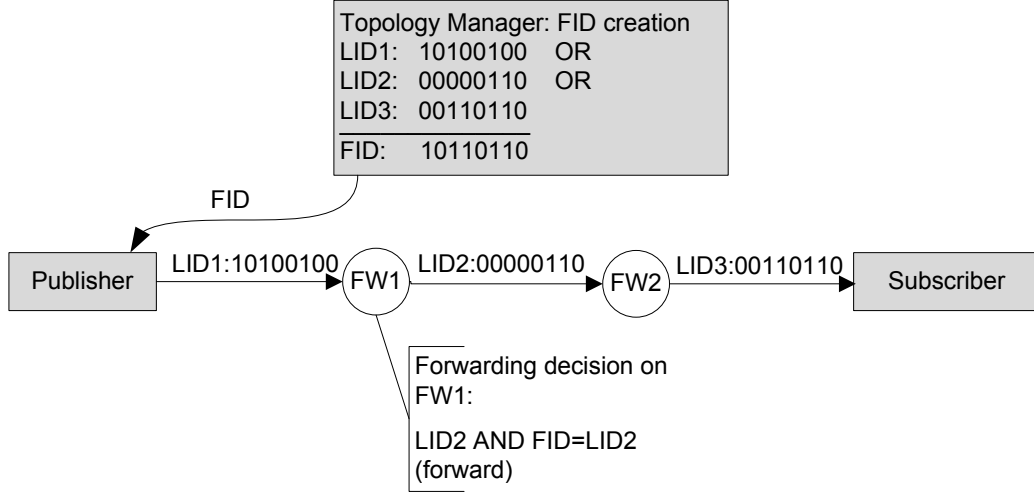 Topology Manager: FID creation
LID1: 10100100 OR
LID2: 00000110 OR
LID3: 00110110
FID: 10110110
FID
Publisher
LID1:10100100
FW1
LID2:00000110
FW2
LID3:00110110
Subscriber
Forwarding decision on
FW1:
LID2 AND FID=LID2
(forward)